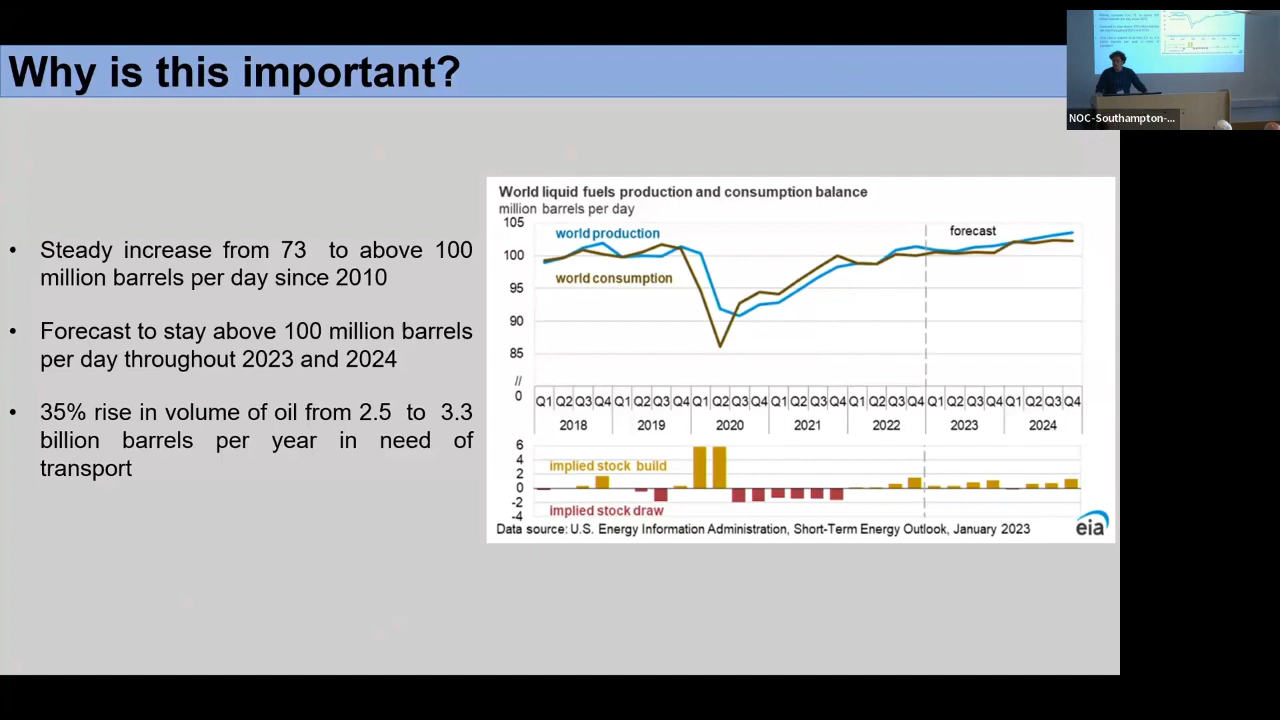 Why is this important?
NOC-Southampton-...
• Steady increase from 73 to above 100
million barrels per day since 2010
• Forecast to stay above 100 million barrels
per day throughout 2023 and 2024
• 35% rise in volume of oil from 2.5 to 3.3
billion barrels per year in need of
transport
World liquid fuels production and consumption balance
million barrels per day
105
100
95
90
85
//
0
world production
world consumption
forecast
Q1 Q2 Q3 Q4 Q1 Q2 Q3 Q4 Q1 Q2 Q3 Q4 Q1 Q2 Q3 Q4 Q1 Q2 Q3 Q4 Q1 Q2 Q3 Q4 Q1 Q2 Q3 Q4
2018 2019 2020 2021 2022 2023 2024
6
4
2
0
-2
-4
implied stock build
implied stock draw
Data source: U.S. Energy Information Administration, Short-Term Energy Outlook, January 2023
eia